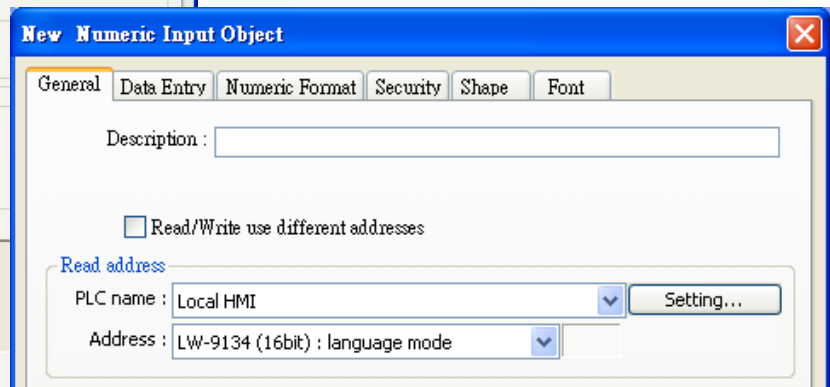 New Numeric Input Object
General Data Entry Numeric Format Security Shape Font
Description :
Read/Write use different addresses
Read address
PLC name : Local HMI Setting...
Address : LW-9134 (16bit) : language mode